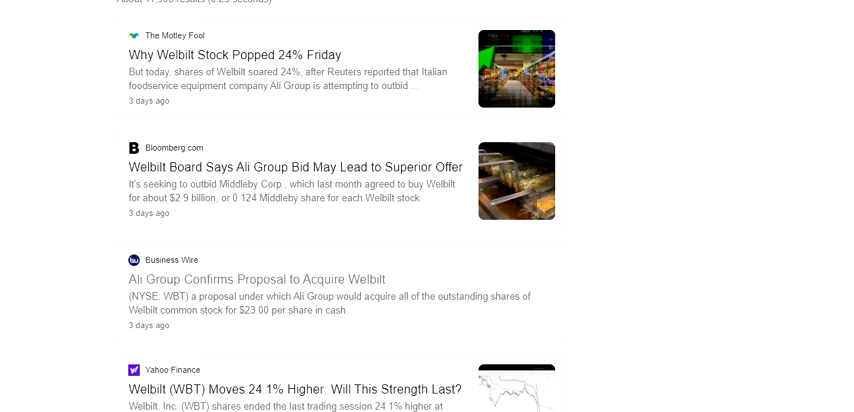 The Motley Fool
Why Welbilt Stock Popped 24% Friday
But today, shares of Welbilt soared 24%, after Reuters reported that Italian
foodservice equipment company Ali Group is attempting to outbid ...
3 days ago
Bloomberg.com
Welbilt Board Says Ali Group Bid May Lead to Superior Offer
It's seeking to outbid Middleby Corp., which last month agreed to buy Welbilt
for about $2.9 billion, or 0.124 Middleby share for each Welbilt stock.
3 days ago
Business Wire
Ali Group Confirms Proposal to Acquire Welbilt
(NYSE: WBT) a proposal under which Ali Group would acquire all of the outstanding shares of
Welbilt common stock for $23.00 per share in cash.
3 days ago
Yahoo Finance
Welbilt (WBT) Moves 24.1% Higher: Will This Strength Last?
Welbilt, Inc. (WBT) shares ended the last trading session 24.1% higher at